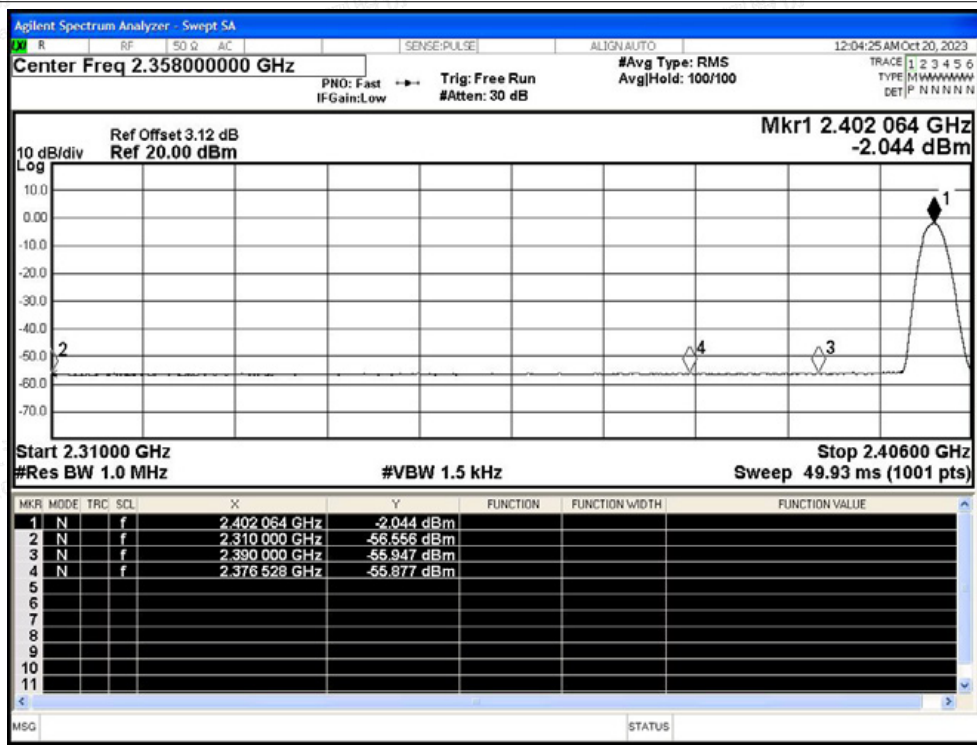 Agilent Spectrum Analyzer - Swept SA
R RF 50 Ω AC SENSE:PULSE ALIGN AUTO 12:04:25 AM Oct 20, 2023
Center Freq 2.358000000 GHz
PNO: Fast
IFGain:Low
Trig: Free Run
#Atten: 30 dB
#Avg Type: RMS
Avg|Hold: 100/100
TRACE 1 2 3 4 5 6
TYPE MWWWWW
DET P N N N N N
Mkr1 2.402 064 GHz
-2.044 dBm
Ref Offset 3.12 dB
10 dB/div Ref 20.00 dBm
Log
10.0
0.00
-10.0
-20.0
-30.0
-40.0
-50.0
-60.0
-70.0
1
2
4
3
Start 2.31000 GHz Stop 2.40600 GHz
#Res BW 1.0 MHz #VBW 1.5 kHz Sweep 49.93 ms (1001 pts)
MKR MODE TRC SCL X Y FUNCTION FUNCTION WIDTH FUNCTION VALUE
1 N f 2.402 064 GHz -2.044 dBm
2 N f 2.310 000 GHz -56.556 dBm
3 N f 2.390 000 GHz -55.947 dBm
4 N f 2.376 528 GHz -55.877 dBm
5
6
7
8
9
10
11
MSG STATUS